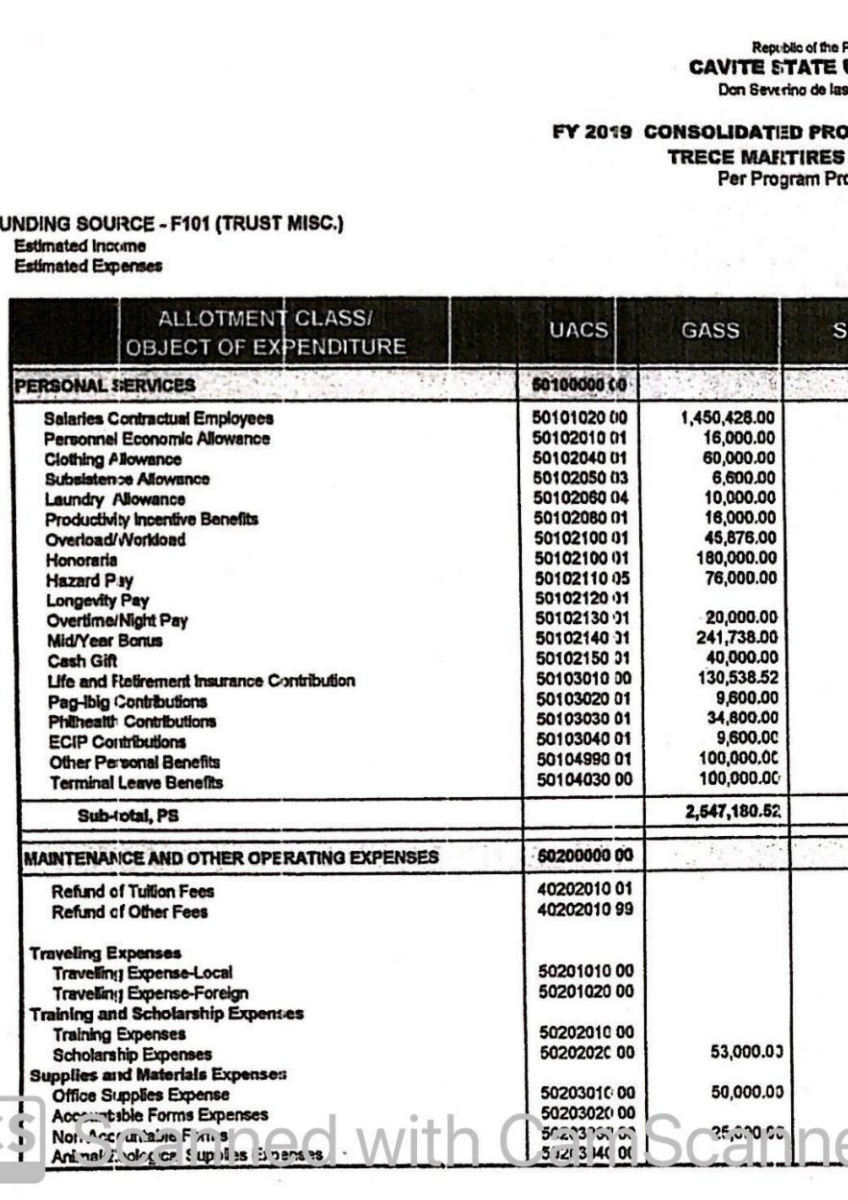 Republic of the P
CAVITE STATE U
Don Severino de las
FY 2019 CONSOLIDATED PRO
TRECE MARTIRES
Per Program Pro
UNDING SOURCE - F101 (TRUST MISC.)
Estimated Income
Estimated Expenses
ALLOTMENT CLASS/
OBJECT OF EXPENDITURE UACS GASS S
PERSONAL SERVICES 50100000 00
Salaries Contractual Employees 50101020 00 1,450,428.00
Personnel Economic Allowance 50102010 01 16,000.00
Clothing Allowance 50102040 01 60,000.00
Subsistence Allowance 50102050 03 6,600.00
Laundry Allowance 50102060 04 10,000.00
Productivity Incentive Benefits 50102080 01 16,000.00
Overload/Workload 50102100 01 45,876.00
Honoraria 50102100 01 180,000.00
Hazard Pay 50102110 05 76,000.00
Longevity Pay 50102120 01
Overtime/Night Pay 50102130 01 20,000.00
Mid/Year Bonus 50102140 01 241,738.00
Cash Gift 50102150 01 40,000.00
Life and Retirement Insurance Contribution 50103010 00 130,538.52
Pag-Ibig Contributions 50103020 01 9,600.00
Philhealth Contributions 50103030 01 34,800.00
ECIP Contributions 50103040 01 9,600.00
Other Personal Benefits 50104990 01 100,000.00
Terminal Leave Benefits 50104030 00 100,000.00
Sub-total, PS 2,547,180.52
MAINTENANCE AND OTHER OPERATING EXPENSES 50200000 00
Refund of Tuition Fees 40202010 01
Refund of Other Fees 40202010 99
Traveling Expenses
Travelling Expense-Local 50201010 00
Travelling Expense-Foreign 50201020 00
Training and Scholarship Expenses
Training Expenses 50202010 00
Scholarship Expenses 50202020 00 53,000.00
Supplies and Materials Expenses
Office Supplies Expense 50203010 00 50,000.00
Accountable Forms Expenses 50203020 00
Non Accountable Forms
Animal/Zoological Supplies Expenses 50203040 00
CS Scanned with CamScanne